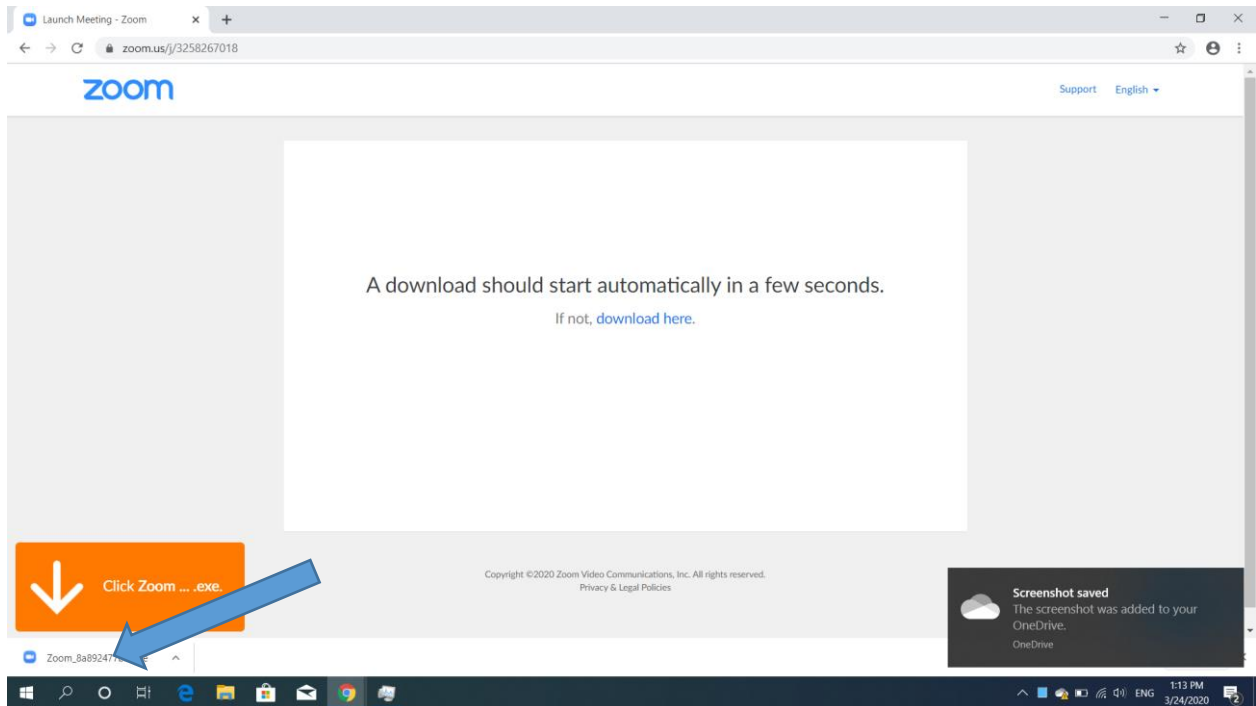 Launch Meeting - Zoom
zoom.us/j/3258267018
zoom
Support English
A download should start automatically in a few seconds.
If not, download here.
Click Zoom ... .exe.
Copyright ©2020 Zoom Video Communications, Inc. All rights reserved.
Privacy & Legal Policies
Screenshot saved
The screenshot was added to your
OneDrive.
OneDrive
ENG
1:13 PM
3/24/2020
2